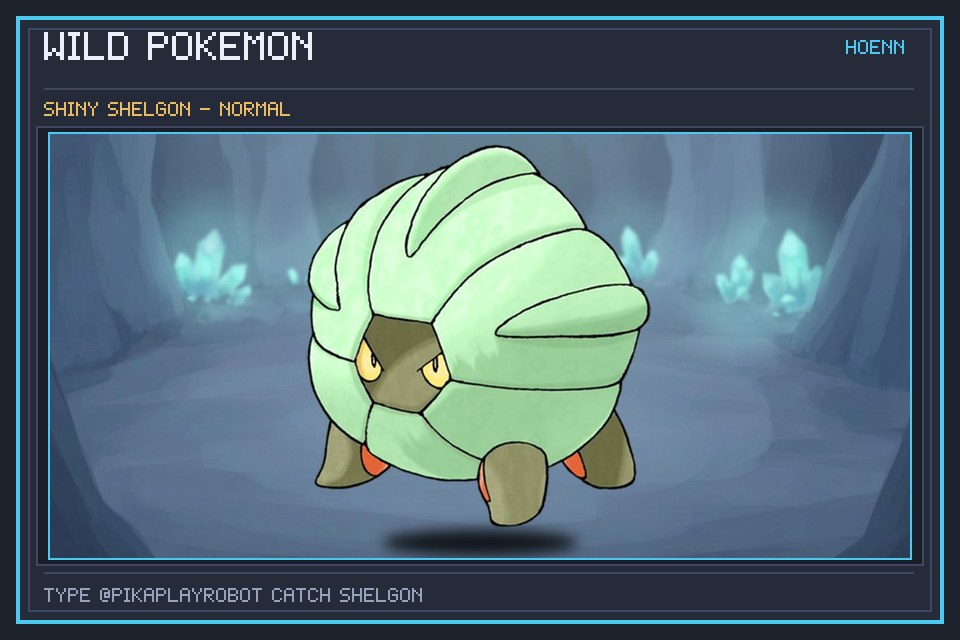 WILD POKEMON
HOENN
SHINY SHELGON – NORMAL
TYPE @PIKAPLAYROBOT CATCH SHELGON